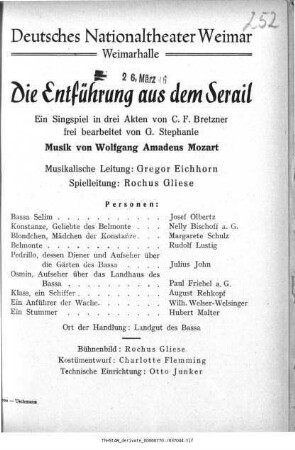 252
Deutsches Nationaltheater Weimar
Weimarhalle
26. März 46
Die Entführung aus dem Serail
Ein Singspiel in drei Akten von C. F. Bretzner
frei bearbeitet von G. Stephanie
Musik von Wolfgang Amadeus Mozart
Musikalische Leitung: Gregor Eichhorn
Spielleitung: Rochus Gliese
Personen:
Bassa Selim . . . . . . . . . . . Josef Olbertz
Konstanze, Geliebte des Belmonte . . . Nelly Bischoff a. G.
Blondchen, Mädchen der Konstanze . . . Margarete Schulz
Belmonte . . . . . . . . . . . . Rudolf Lustig
Pedrillo, dessen Diener und Aufseher über
die Gärten des Bassa . . . . . . Julius John
Osmin, Aufseher über das Landhaus des
Bassa . . . . . . . . . . . Paul Friebel a. G.
Klaas, ein Schiffer . . . . . . . . . August Rehkopf
Ein Anführer der Wache . . . . . . . Wilh. Welser-Welsinger
Ein Stummer . . . . . . . . . . . Hubert Malter
Ort der Handlung: Landgut des Bassa
Bühnenbild: Rochus Gliese
Kostümentwurf: Charlotte Flemming
Technische Einrichtung: Otto Junker